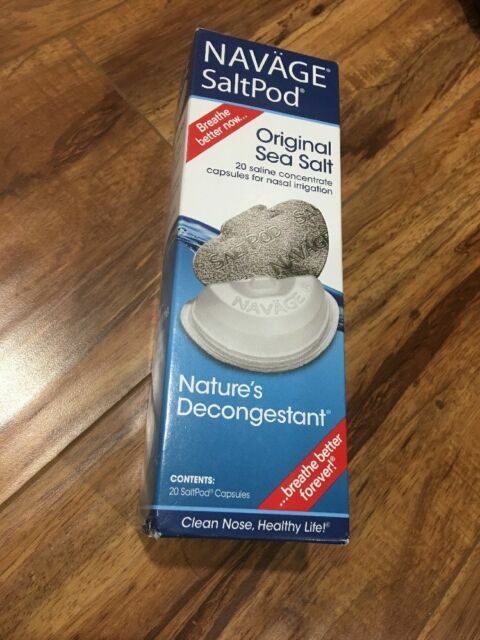 NAVÄGE®
SaltPod®
Breathe
better now...
Original
Sea Salt
20 saline concentrate
capsules for nasal irrigation
SALTPOD
NAVÄGE
NAVÄGE
Nature's
Decongestant®
CONTENTS:
20 SaltPod® Capsules
...breathe better
forever!®
Clean Nose, Healthy Life!®